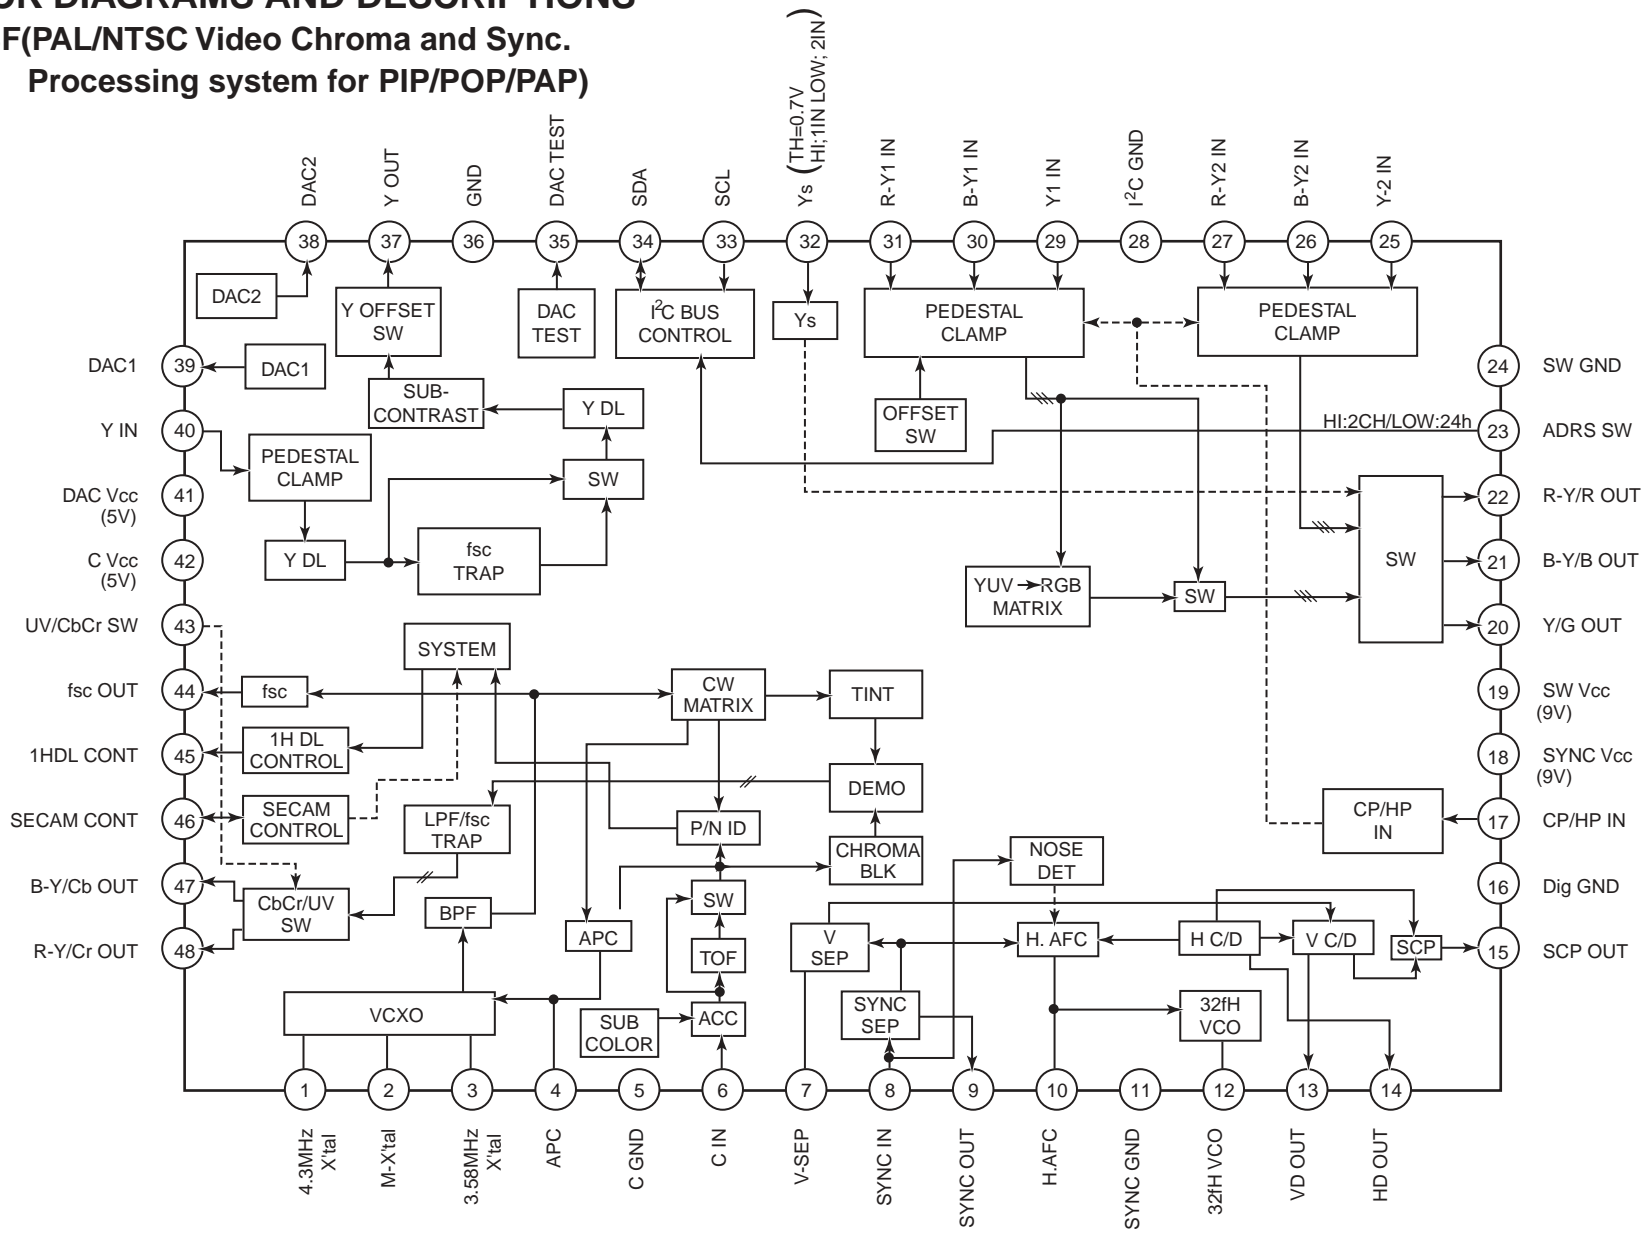 OR DIAGRAMS AND DESCRIPTIONS
F(PAL/NTSC Video Chroma and Sync.
Processing system for PIP/POP/PAP)
DAC2
Y OUT
GND
DAC TEST
SDA
SCL
Ys (TH=0.7V
HI;1IN LOW; 2IN)
R-Y1 IN
B-Y1 IN
Y1 IN
I2C GND
R-Y2 IN
B-Y2 IN
Y-2 IN
38
37
36
35
34
33
32
31
30
29
28
27
26
25
DAC2
Y OFFSET
SW
DAC
TEST
I2C BUS
CONTROL
Ys
PEDESTAL
CLAMP
PEDESTAL
CLAMP
DAC1
39
DAC1
SUB-
CONTRAST
Y DL
OFFSET
SW
24
SW GND
Y IN
40
PEDESTAL
CLAMP
SW
HI:2CH/LOW:24h
23
ADRS SW
DAC Vcc
(5V)
41
Y DL
fsc
TRAP
YUV RGB
MATRIX
SW
SW
22
R-Y/R OUT
C Vcc
(5V)
42
21
B-Y/B OUT
UV/CbCr SW
43
SYSTEM
20
Y/G OUT
fsc OUT
44
fsc
CW
MATRIX
TINT
19
SW Vcc
(9V)
1HDL CONT
45
1H DL
CONTROL
DEMO
18
SYNC Vcc
(9V)
SECAM CONT
46
SECAM
CONTROL
LPF/fsc
TRAP
P/N ID
CHROMA
BLK
NOSE
DET
CP/HP
IN
17
CP/HP IN
B-Y/Cb OUT
47
CbCr/UV
SW
BPF
APC
SW
16
Dig GND
R-Y/Cr OUT
48
TOF
V
SEP
H. AFC
H C/D
V C/D
SCP
15
SCP OUT
VCXO
SUB
COLOR
ACC
SYNC
SEP
32fH
VCO
1
2
3
4
5
6
7
8
9
10
11
12
13
14
4.3MHz
X'tal
M-X'tal
3.58MHz
X'tal
APC
C GND
C IN
V-SEP
SYNC IN
SYNC OUT
H.AFC
SYNC GND
32fH VCO
VD OUT
HD OUT